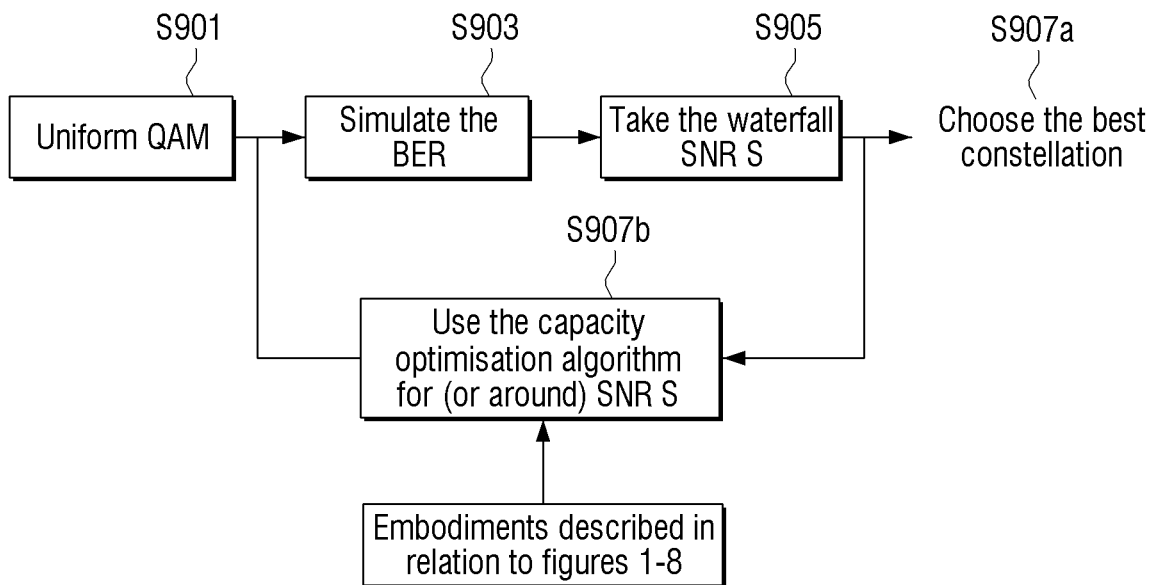 S901
S903
S905
S907a
Uniform QAM
Simulate the
BER
Take the waterfall
SNR S
Choose the best
constellation
S907b
Use the capacity
optimisation algorithm
for (or around) SNR S
Embodiments described in
relation to figures 1-8